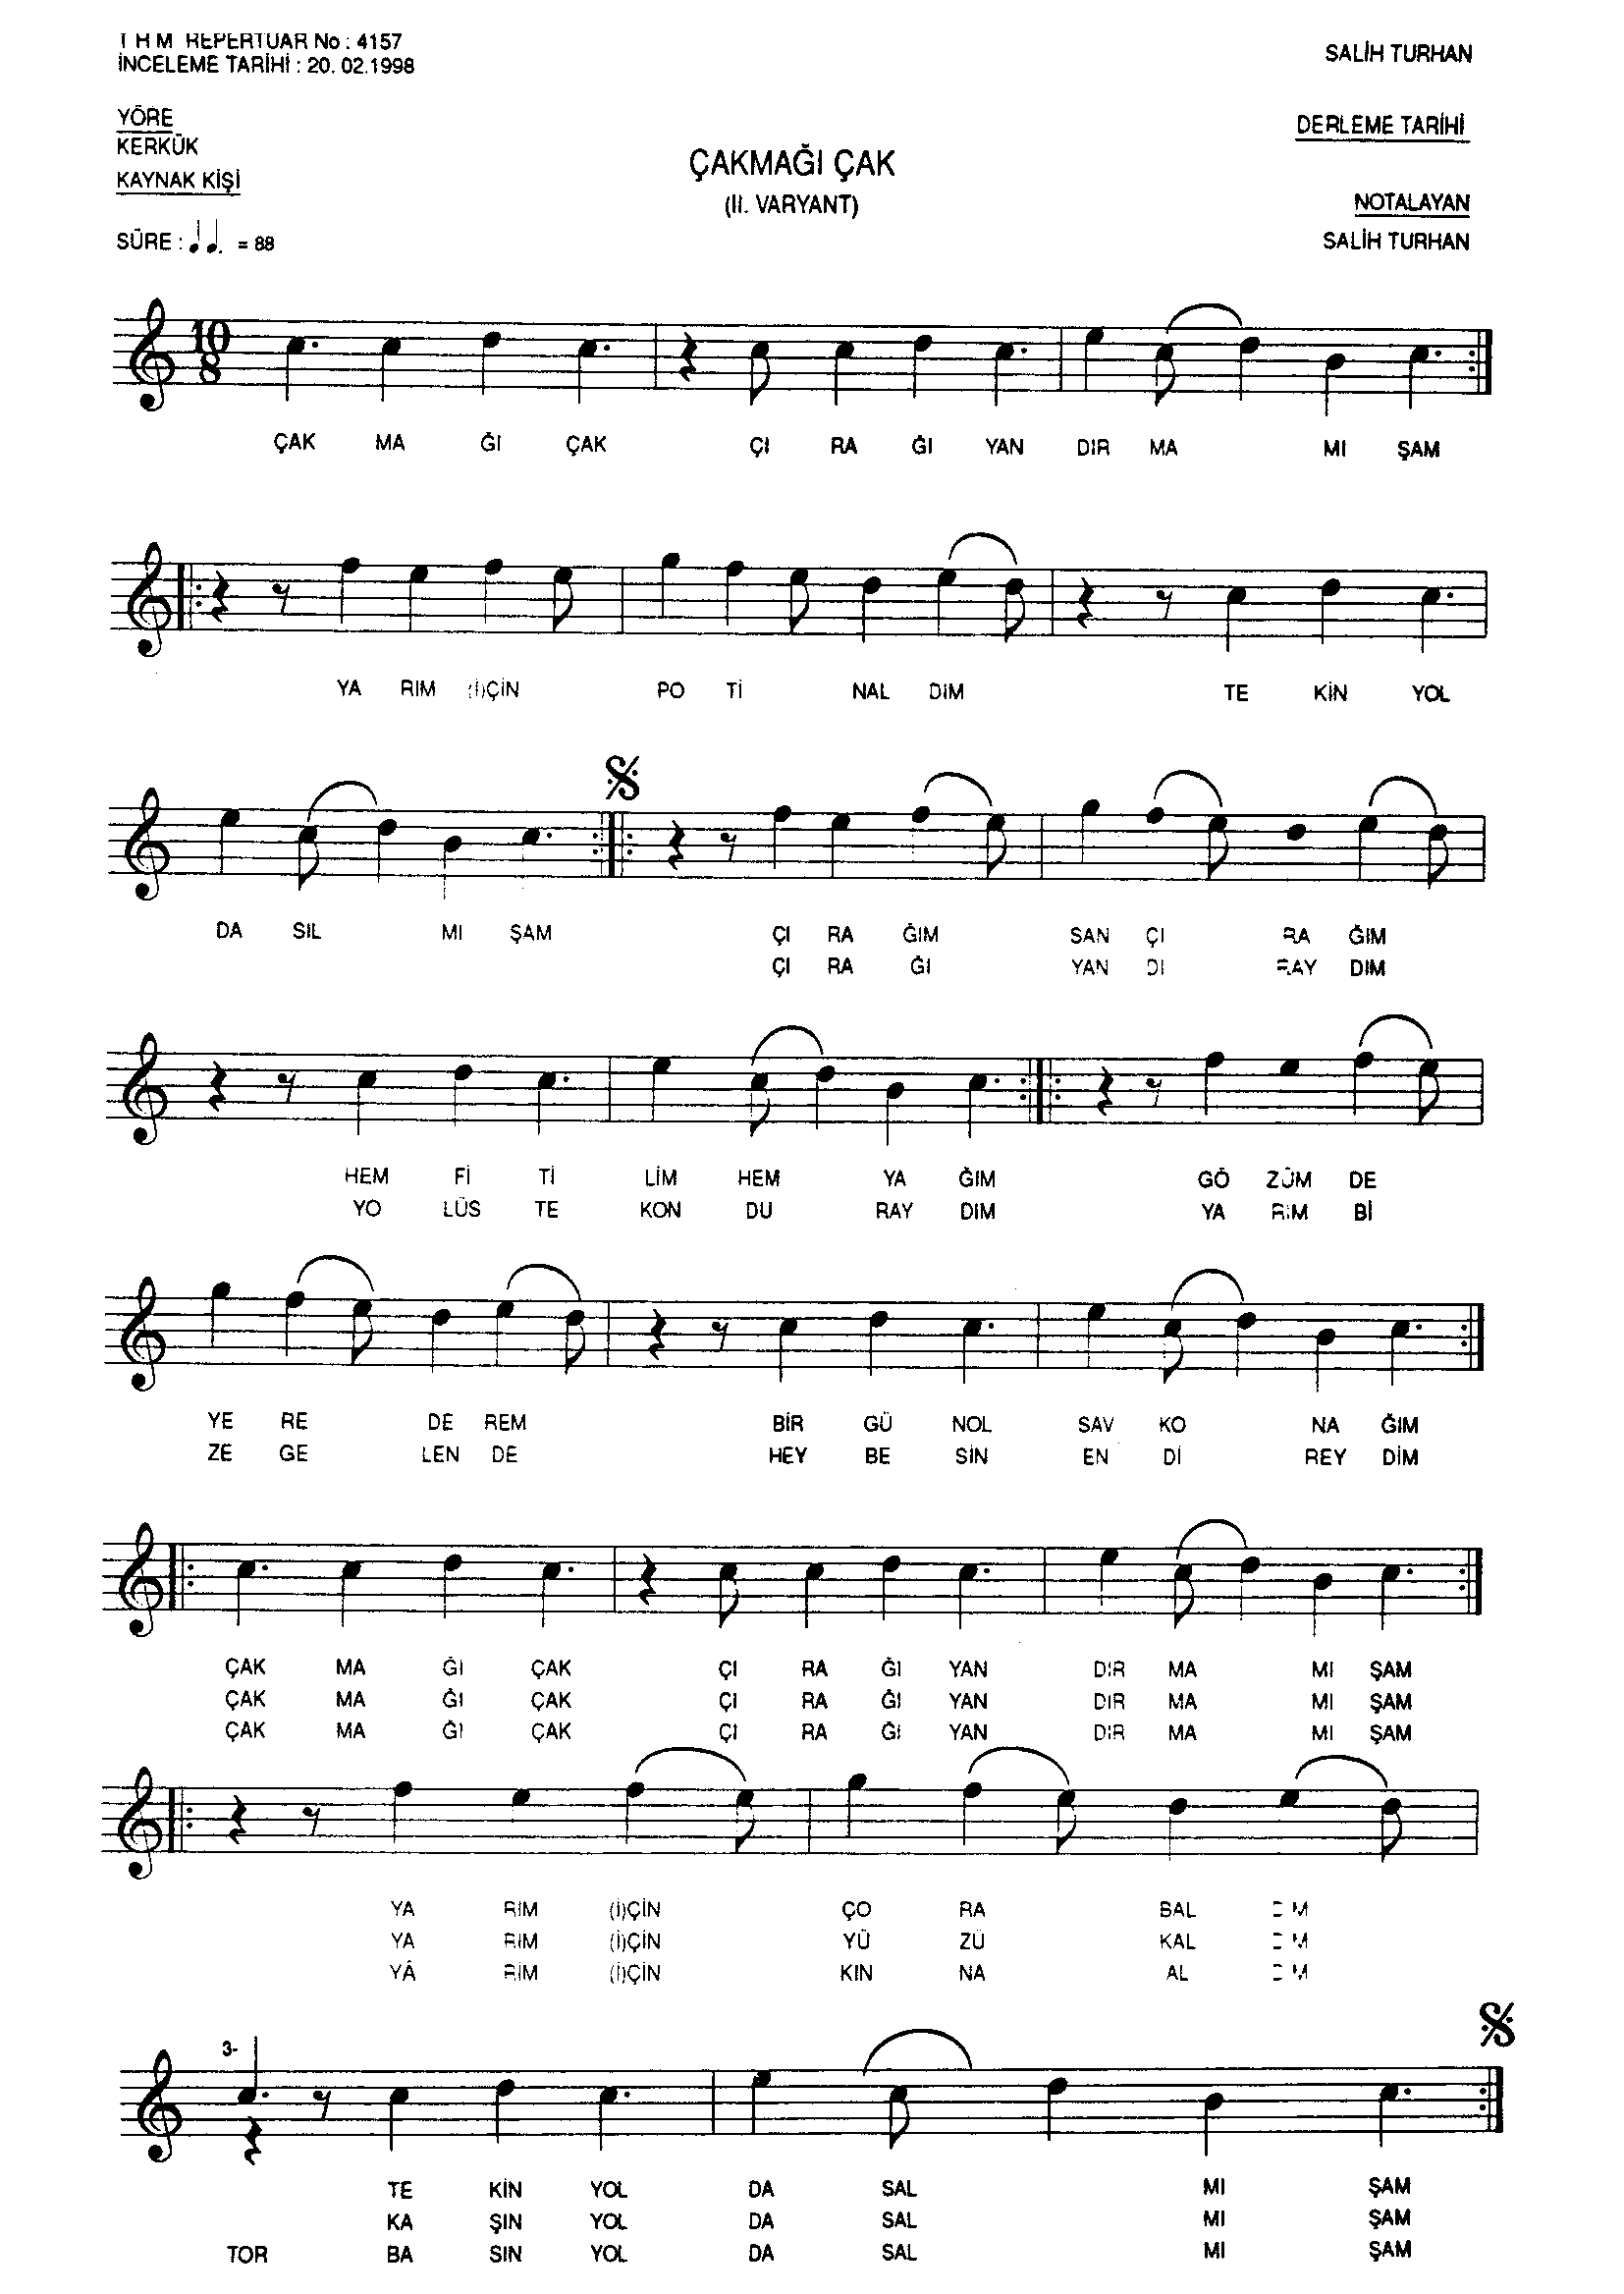 T H M REPERTUAR No : 4157
İNCELEME TARİHİ : 20. 02.1998
SALİH TURHAN
YÖRE
KERKÜK
DERLEME TARİHİ
KAYNAK KİŞİ
ÇAKMAĞI ÇAK
(II. VARYANT)
NOTALAYAN
SALİH TURHAN
SÜRE : ♩ ♩. = 88
10
8
ÇAK MA ĞI ÇAK ÇI RA ĞI YAN DIR MA MI ŞAM
YA RIM (İ)ÇİN PO Tİ NAL DIM TE KİN YOL
DA SIL MI ŞAM ÇI RA ĞIM SAN ÇI RA ĞIM
ÇI RA ĞI YAN DI RAY DIM
HEM Fİ Tİ LİM HEM YA ĞIM GÖ ZÜM DE
YO LÜS TE KON DU RAY DIM YA RIM Bİ
YE RE DE REM BİR GÜ NOL SAV KO NA ĞIM
ZE GE LEN DE HEY BE SİN EN Dİ REY DİM
ÇAK MA ĞI ÇAK ÇI RA ĞI YAN DIR MA MI ŞAM
ÇAK MA ĞI ÇAK ÇI RA ĞI YAN DIR MA MI ŞAM
ÇAK MA ĞI ÇAK ÇI RA ĞI YAN DIR MA MI ŞAM
YA RIM (İ)ÇİN ÇO RA BAL DIM
YA RIM (İ)ÇİN YÜ ZÜ KAL DIM
YÂ RİM (İ)ÇİN KIN NA AL DIM
3-
TE KİN YOL DA SAL MI ŞAM
KA ŞIN YOL DA SAL MI ŞAM
TOR BA SIN YOL DA SAL MI ŞAM